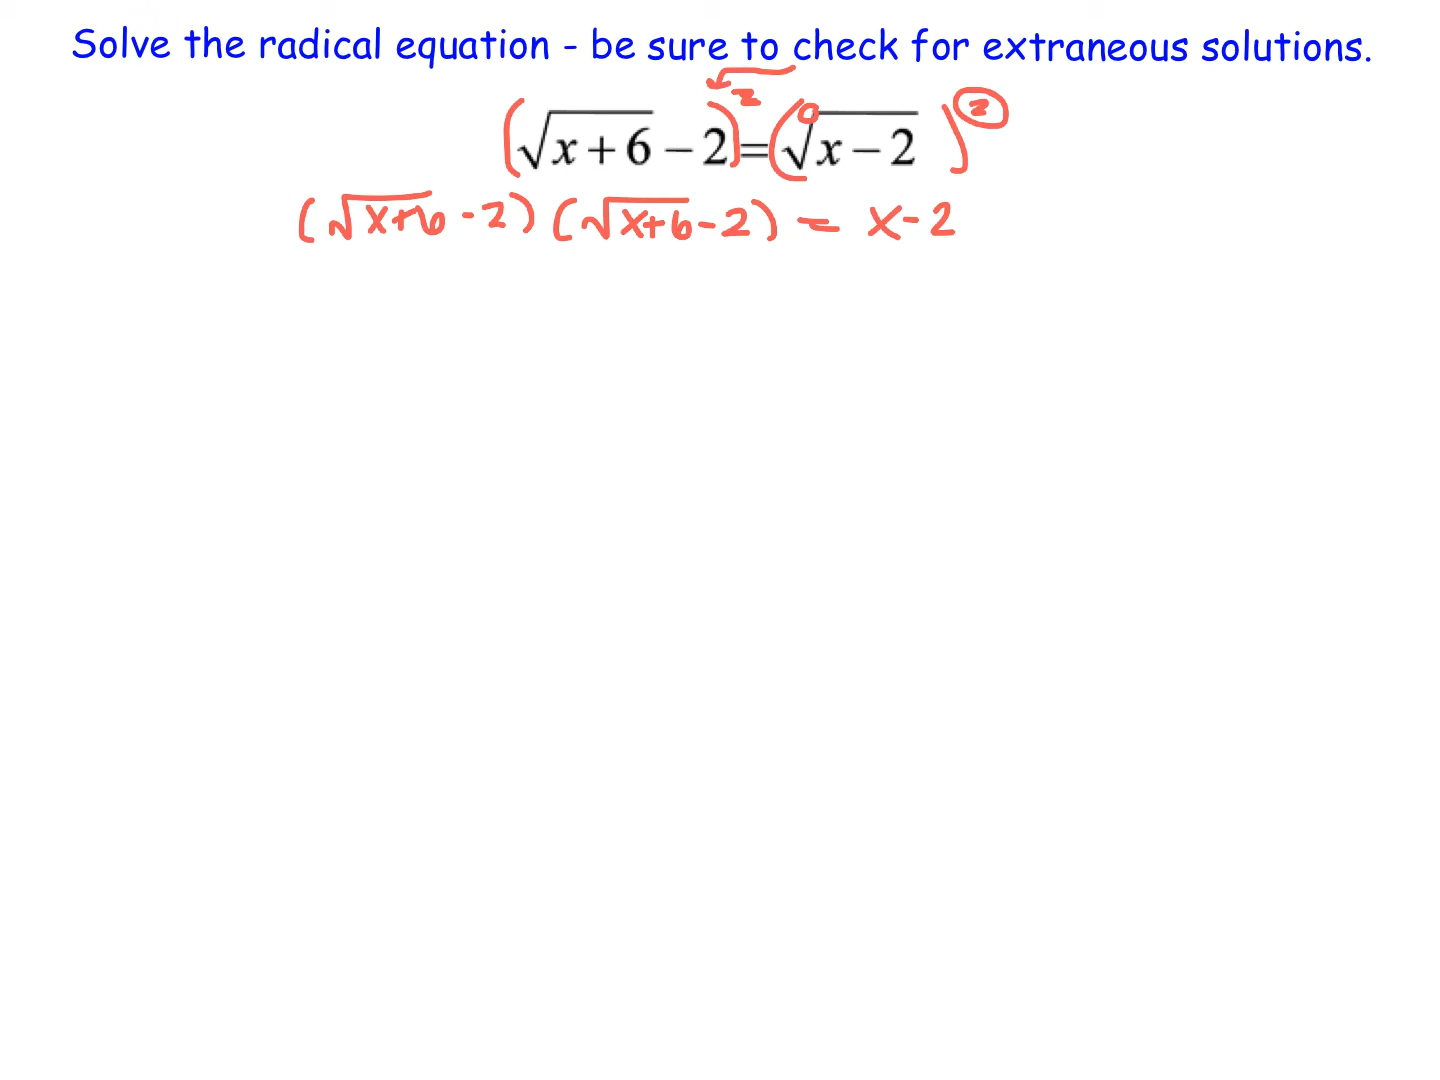 Solve the radical equation - be sure to check for extraneous solutions.
(√x+6 − 2)² = (√x − 2)²
(√x+6 - 2) (√x+6 - 2) = x - 2